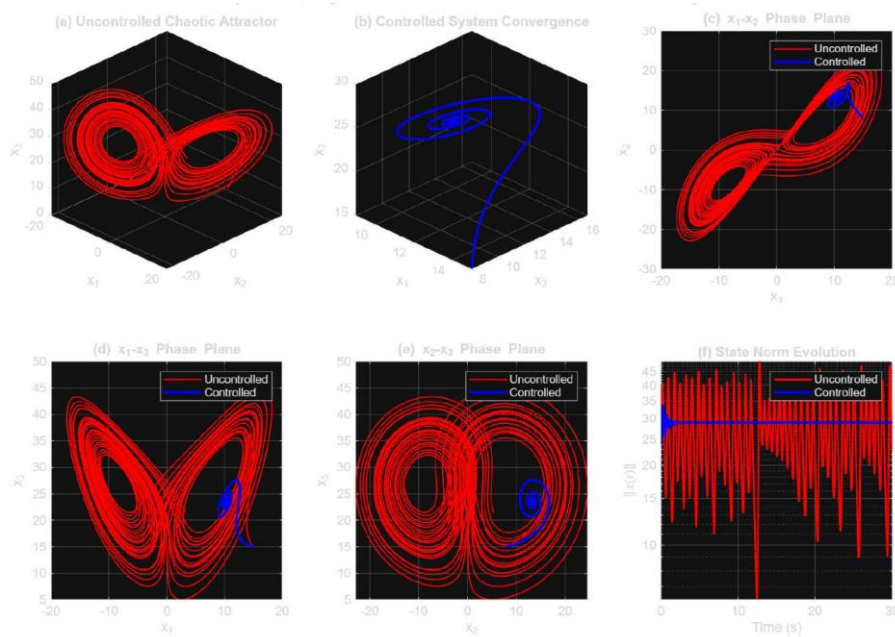 (a) Uncontrolled Chaotic Attractor
50
40
30
20
10
0
-20
0
20
-20
0
20
x3
x1
x2
(b) Controlled System Convergence
30
25
20
15
10
12
14
8
10
12
14
16
x3
x1
x2
(c) x1-x2 Phase Plane
Uncontrolled
Controlled
30
20
10
0
-10
-20
-30
-20
-10
0
10
20
x2
x1
(d) x1-x3 Phase Plane
Uncontrolled
Controlled
50
45
40
35
30
25
20
15
10
5
-20
-10
0
10
20
x3
x1
(e) x2-x3 Phase Plane
Uncontrolled
Controlled
50
45
40
35
30
25
20
15
10
5
-20
-10
0
10
20
x3
x2
(f) State Norm Evolution
Uncontrolled
Controlled
45
40
35
30
25
20
15
10
0
10
20
30
||x(t)||
Time (s)